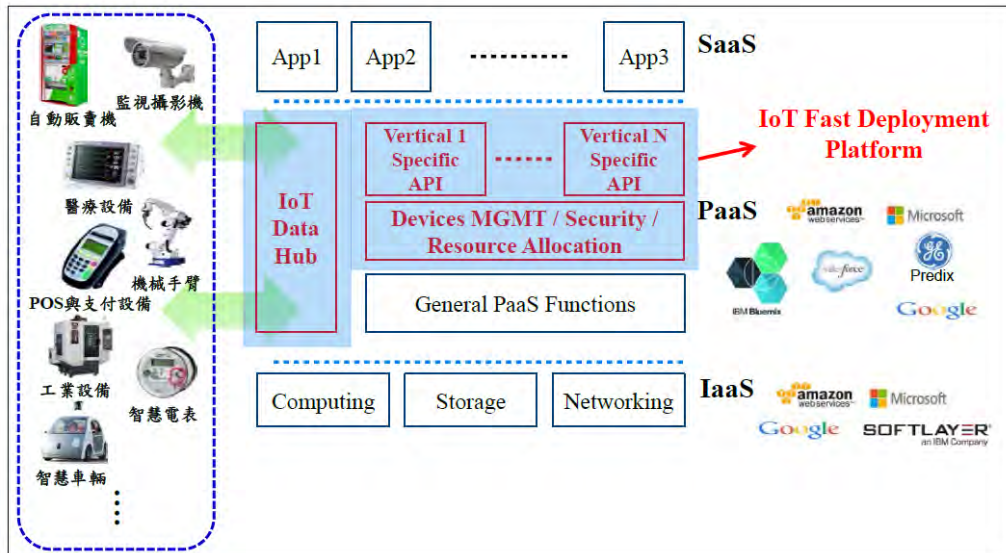 自動販賣機
監視攝影機
醫療設備
機械手臂
POS與支付設備
工業設備
智慧電表
智慧車輛
App1
App2
App3
SaaS
IoT
Data
Hub
Vertical 1
Specific
API
Vertical N
Specific
API
IoT Fast Deployment
Platform
Devices MGMT / Security /
Resource Allocation
General PaaS Functions
PaaS
amazon
webservices™
Microsoft
IBM Bluemix
salesforce
Predix
Google
Computing
Storage
Networking
IaaS
amazon
webservices™
Microsoft
Google
SOFTLAYER®
an IBM Company